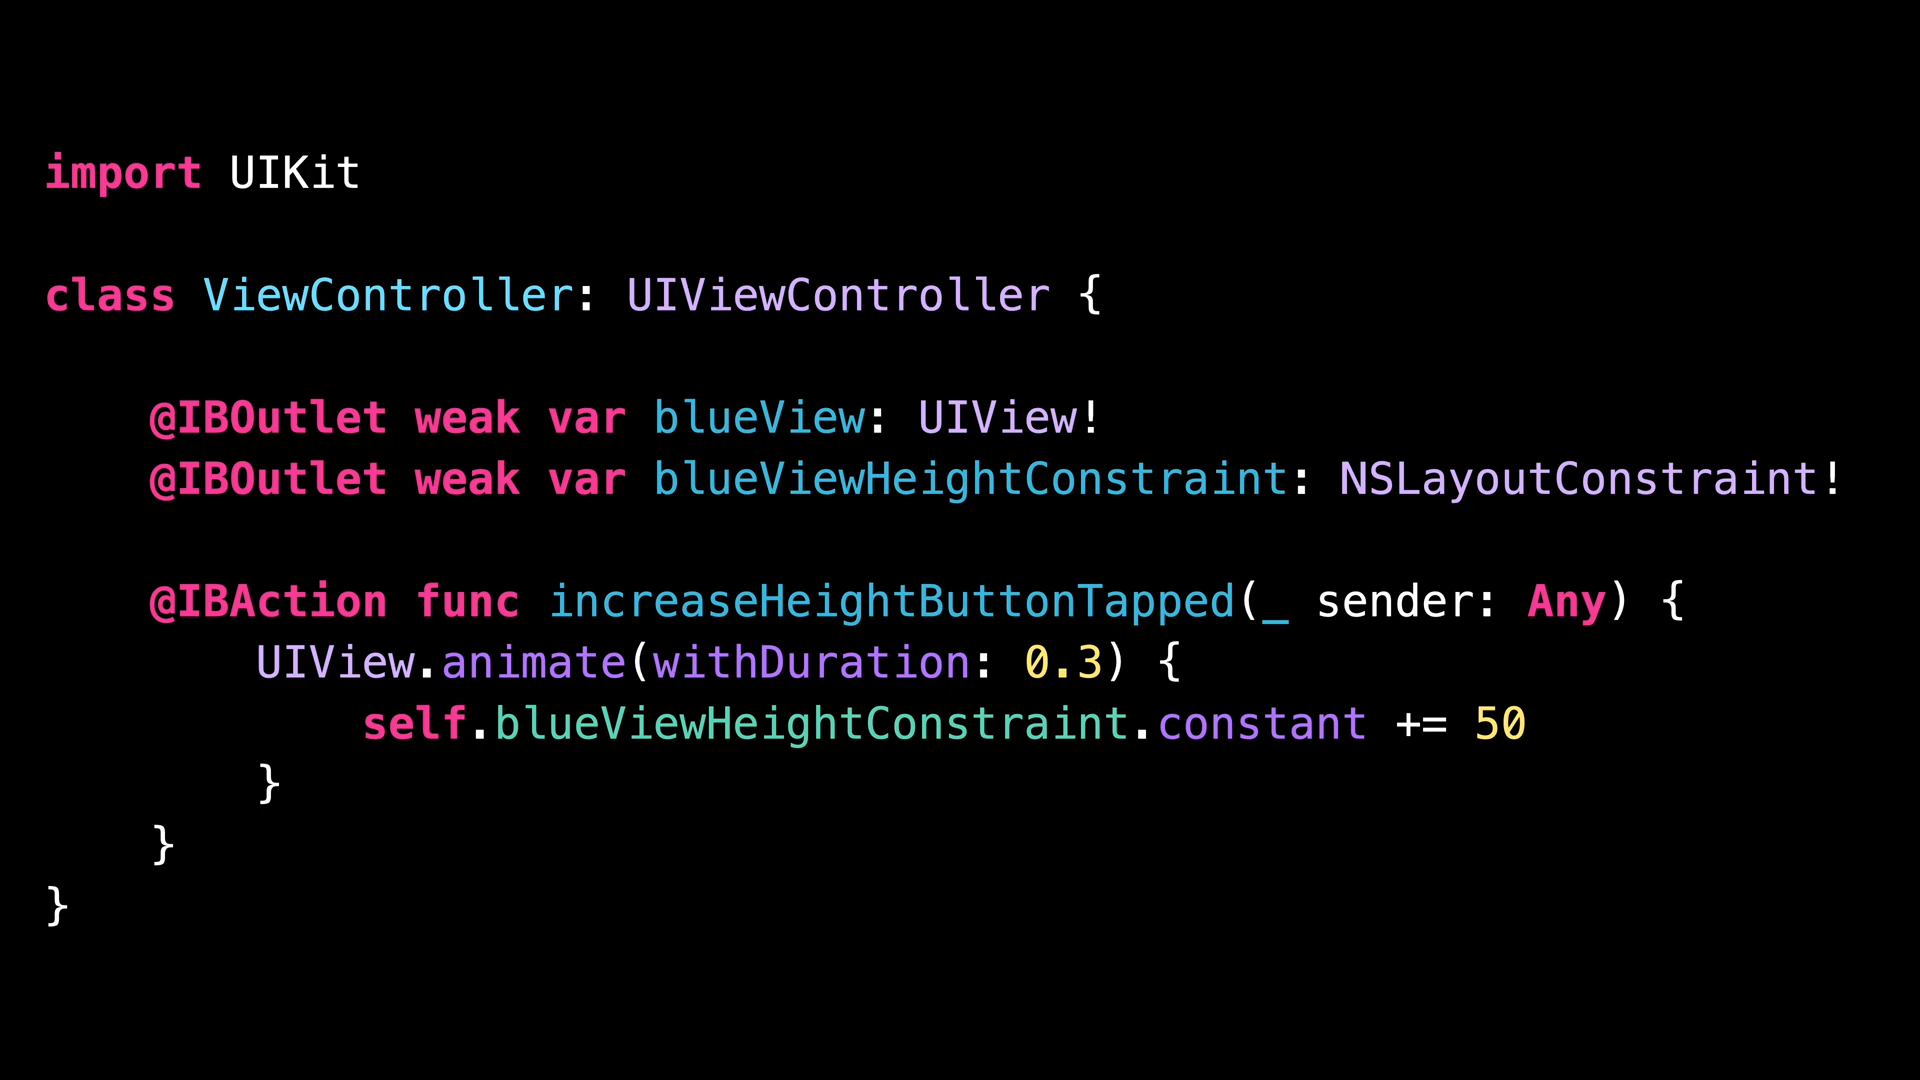 import UIKit
class ViewController: UIViewController {
@IBOutlet weak var blueView: UIView!
@IBOutlet weak var blueViewHeightConstraint: NSLayoutConstraint!
@IBAction func increaseHeightButtonTapped(_ sender: Any) {
UIView.animate(withDuration: 0.3) {
self.blueViewHeightConstraint.constant += 50
}
}
}